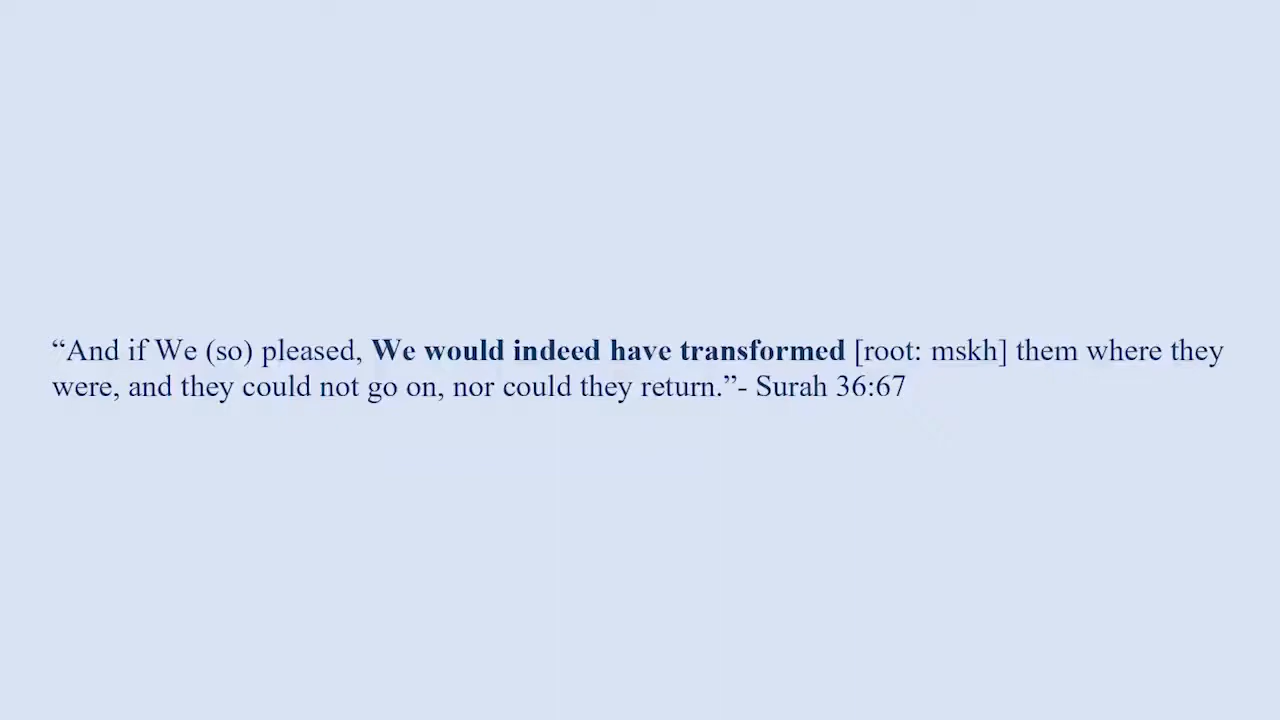 “And if We (so) pleased, We would indeed have transformed [root: mskh] them where they
were, and they could not go on, nor could they return.”- Surah 36:67